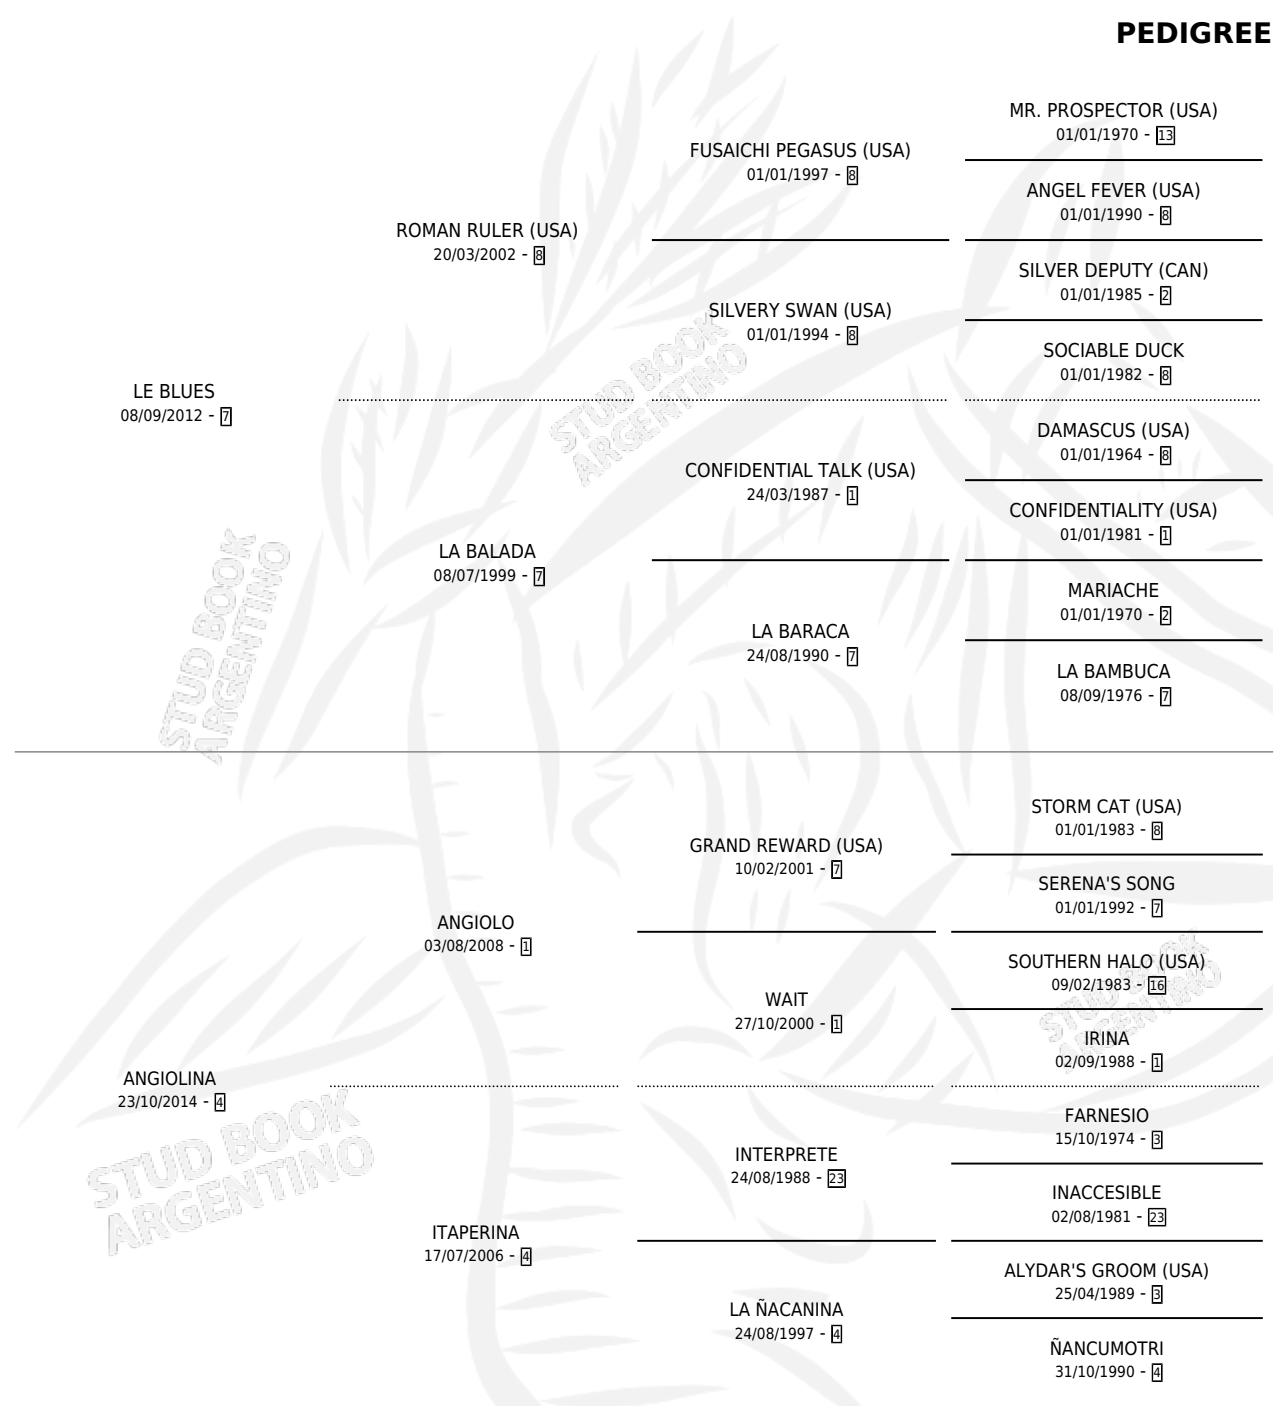 PEDIGREE
MR. PROSPECTOR (USA)
01/01/1970 - 13
FUSAICHI PEGASUS (USA)
01/01/1997 - 8
ANGEL FEVER (USA)
01/01/1990 - 8
ROMAN RULER (USA)
20/03/2002 - 8
SILVER DEPUTY (CAN)
01/01/1985 - 2
SILVERY SWAN (USA)
01/01/1994 - 8
SOCIABLE DUCK
01/01/1982 - 8
LE BLUES
08/09/2012 - 7
DAMASCUS (USA)
01/01/1964 - 8
CONFIDENTIAL TALK (USA)
24/03/1987 - 1
CONFIDENTIALITY (USA)
01/01/1981 - 1
LA BALADA
08/07/1999 - 7
MARIACHE
01/01/1970 - 2
LA BARACA
24/08/1990 - 7
LA BAMBUCA
08/09/1976 - 7
STORM CAT (USA)
01/01/1983 - 8
GRAND REWARD (USA)
10/02/2001 - 7
SERENA'S SONG
01/01/1992 - 7
ANGIOLO
03/08/2008 - 1
SOUTHERN HALO (USA)
09/02/1983 - 16
WAIT
27/10/2000 - 1
IRINA
02/09/1988 - 1
ANGIOLINA
23/10/2014 - 4
FARNESIO
15/10/1974 - 3
INTERPRETE
24/08/1988 - 23
INACCESIBLE
02/08/1981 - 23
ITAPERINA
17/07/2006 - 4
ALYDAR'S GROOM (USA)
25/04/1989 - 3
LA ÑACANINA
24/08/1997 - 4
ÑANCUMOTRI
31/10/1990 - 4
STUD BOOK
ARGENTINO
STUD BOOK
ARGENTINO
STUD BOOK
ARGENTINO
STUD BOOK
ARGENTINO